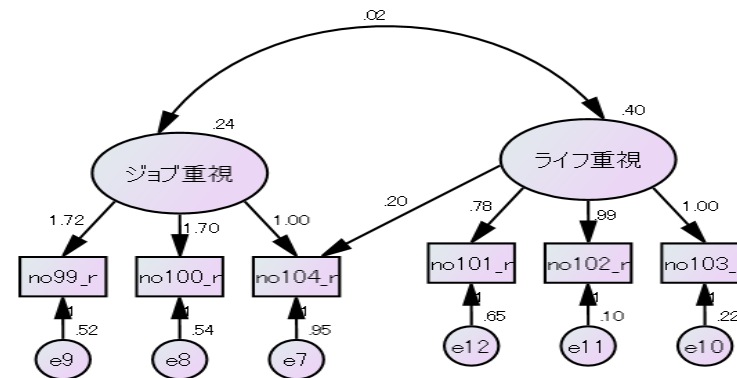 .02
.24
.40
ジョブ重視
ライフ重視
.20
1.72
1.70
1.00
.78
.99
1.00
no99_r
no100_r
no104_r
no101_r
no102_r
no103_
1
1
1
1
1
1
.52
.54
.95
.65
.10
.22
e9
e8
e7
e12
e11
e10